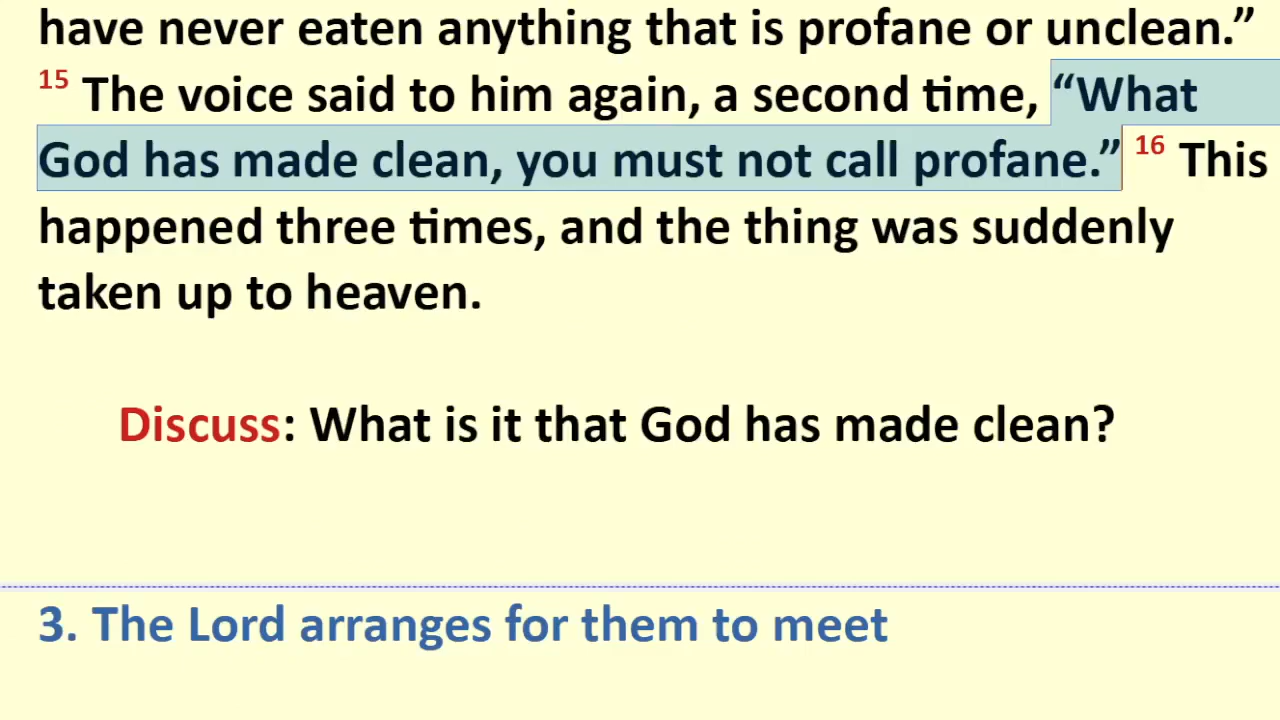 have never eaten anything that is profane or unclean.”
15 The voice said to him again, a second time, “What
God has made clean, you must not call profane.” 16 This
happened three times, and the thing was suddenly
taken up to heaven.
Discuss: What is it that God has made clean?
3. The Lord arranges for them to meet